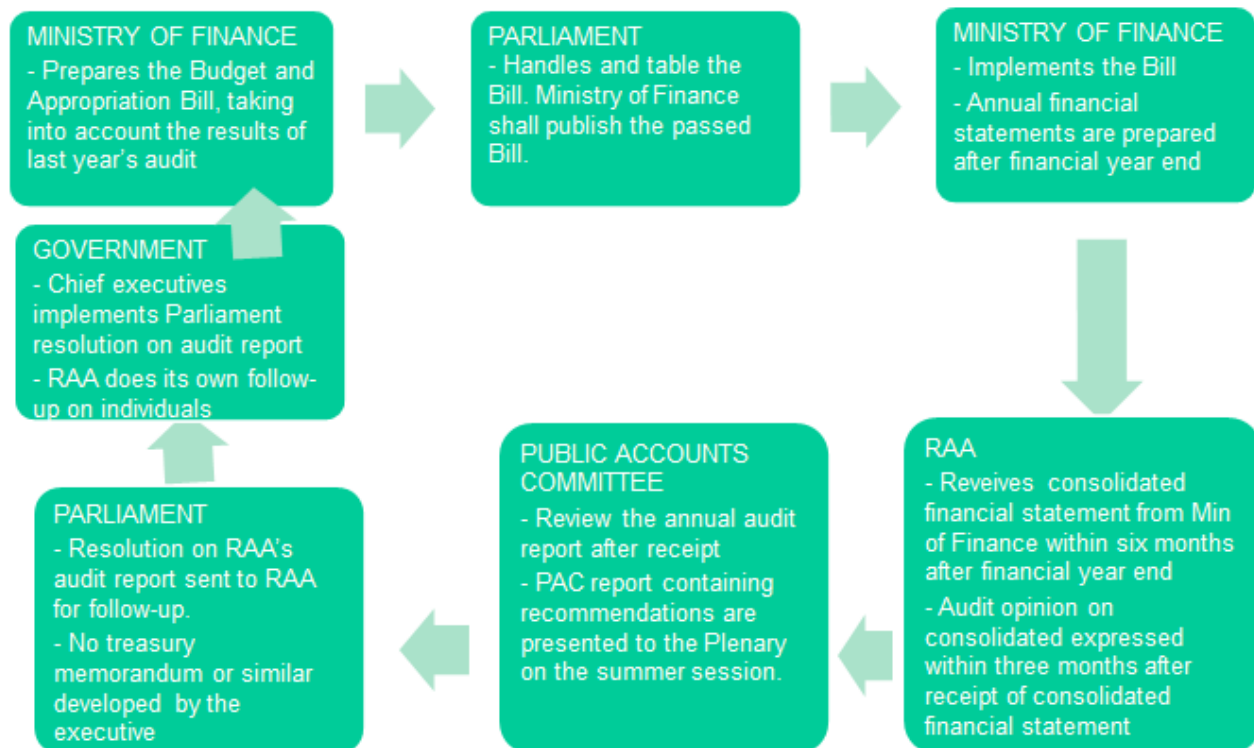 MINISTRY OF FINANCE
- Prepares the Budget and
Appropriation Bill, taking
into account the results of
last year's audit
PARLIAMENT
- Handles and table the
Bill. Ministry of Finance
shall publish the passed
Bill.
MINISTRY OF FINANCE
- Implements the Bill
- Annual financial
statements are prepared
after financial year end
RAA
- Reveives consolidated
financial statement from Min
of Finance within six months
after financial year end
- Audit opinion on
consolidated expressed
within three months after
receipt of consolidated
financial statement
PUBLIC ACCOUNTS
COMMITTEE
- Review the annual audit
report after receipt
- PAC report containing
recommendations are
presented to the Plenary
on the summer session.
PARLIAMENT
- Resolution on RAA's
audit report sent to RAA
for follow-up.
- No treasury
memorandum or similar
developed by the
executive
GOVERNMENT
- Chief executives
implements Parliament
resolution on audit report
- RAA does its own follow-
up on individuals